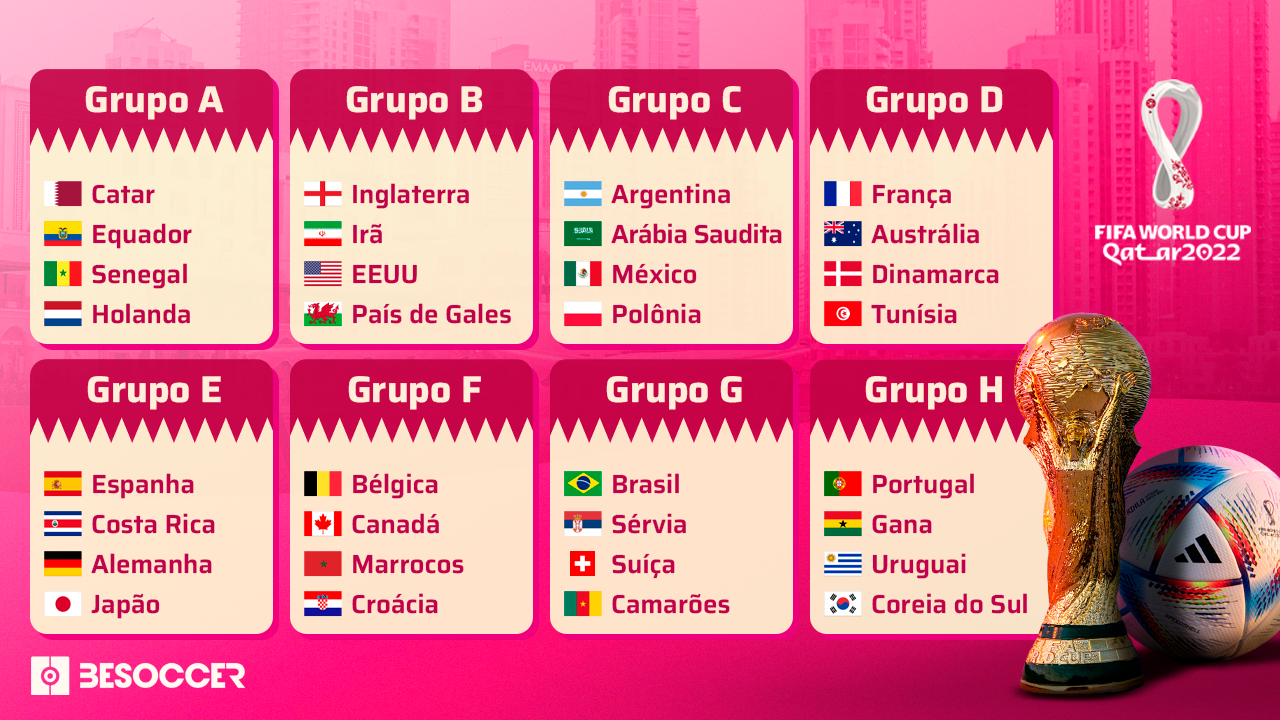 EMAAR
Grupo A
Catar
Equador
Senegal
Holanda
Grupo B
Inglaterra
Irã
EEUU
País de Gales
Grupo C
Argentina
Arábia Saudita
México
Polônia
Grupo D
França
Austrália
Dinamarca
Tunísia
FIFA WORLD CUP
Qatar2022
Grupo E
Espanha
Costa Rica
Alemanha
Japão
Grupo F
Bélgica
Canadá
Marrocos
Croácia
Grupo G
Brasil
Sérvia
Suíça
Camarões
Grupo H
Portugal
Gana
Uruguai
Coreia do Sul
BESOCCER